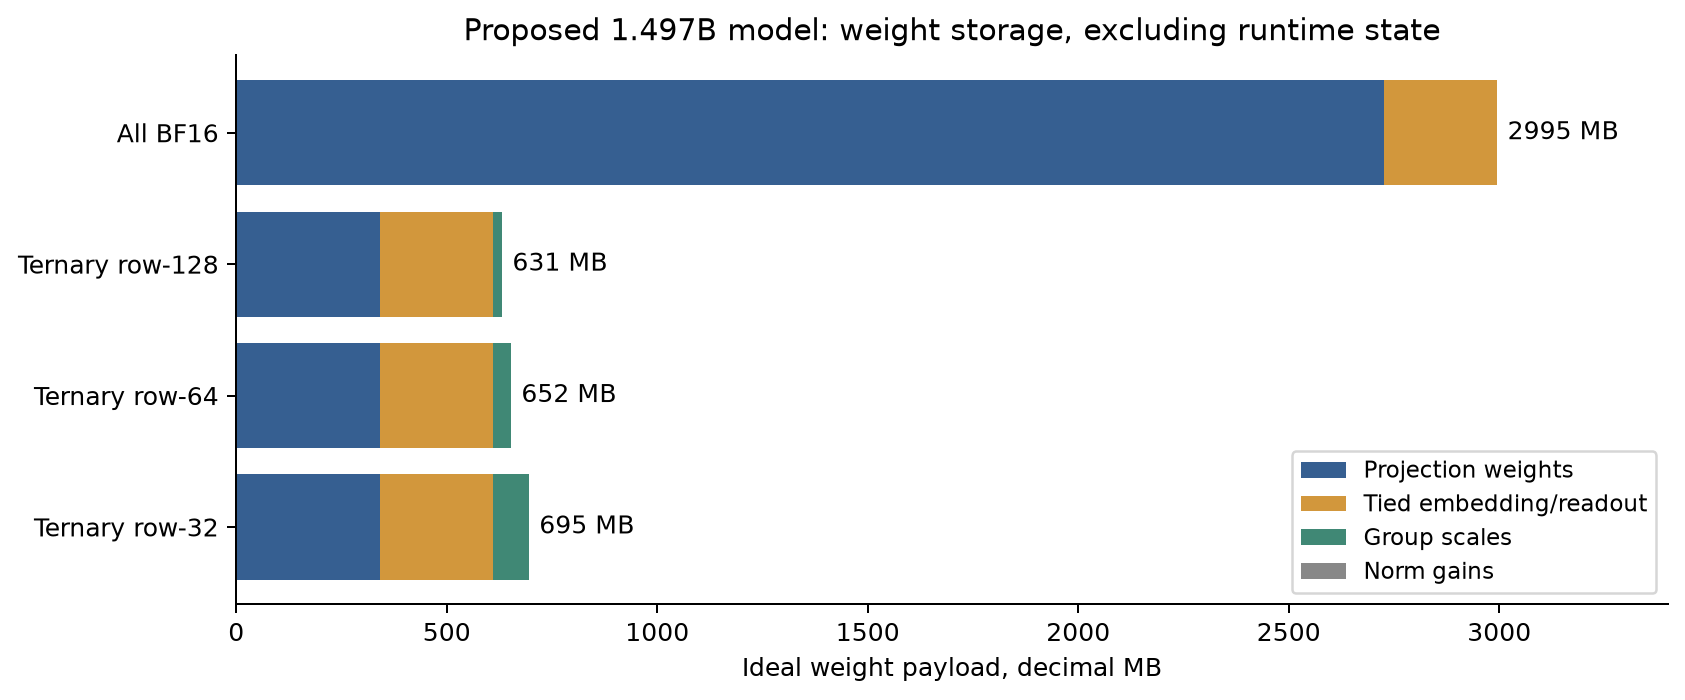 Proposed 1.497B model: weight storage, excluding runtime state
All BF16
2995 MB
Ternary row-128
631 MB
Ternary row-64
652 MB
Ternary row-32
695 MB
Projection weights
Tied embedding/readout
Group scales
Norm gains
0 500 1000 1500 2000 2500 3000
Ideal weight payload, decimal MB